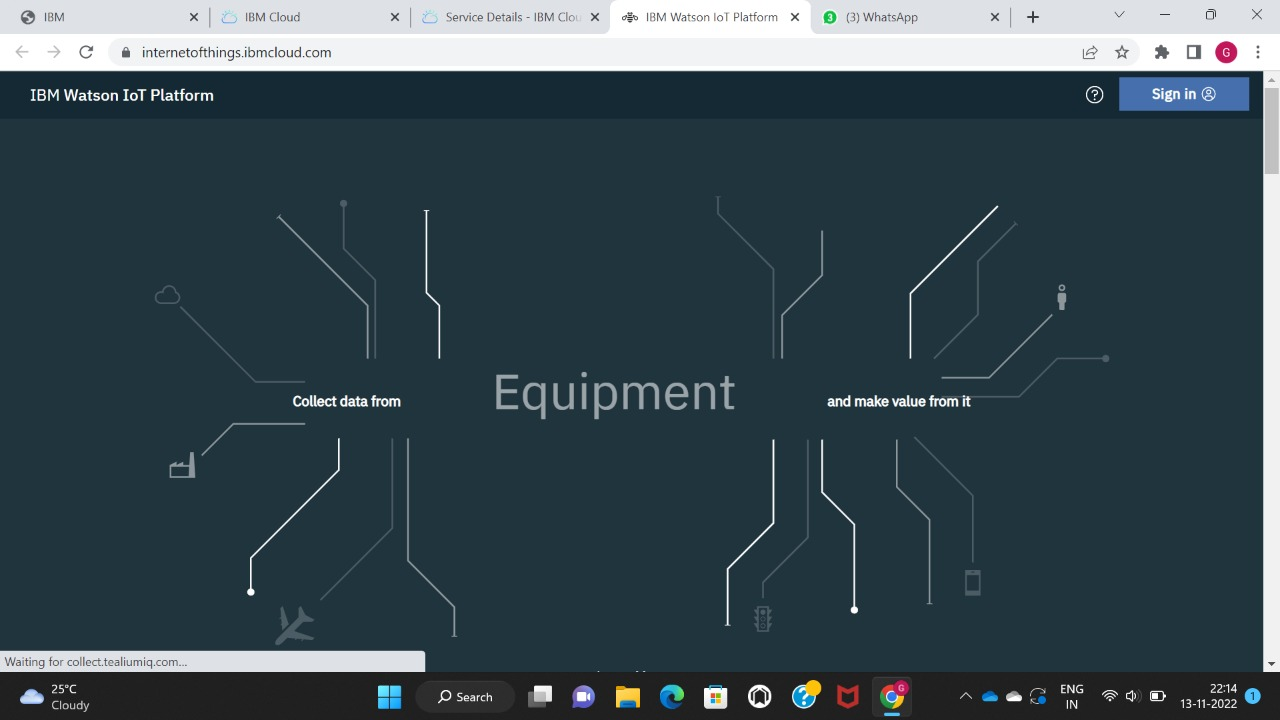 IBM
IBM Cloud
Service Details - IBM Clou
IBM Watson IoT Platform
3
(3) WhatsApp
internetofthings.ibmcloud.com
G
IBM Watson IoT Platform
?
Sign in
Collect data from
Equipment
and make value from it
Waiting for collect.tealiumiq.com...
25°C
Cloudy
Search
G
ENG
IN
22:14
13-11-2022
1